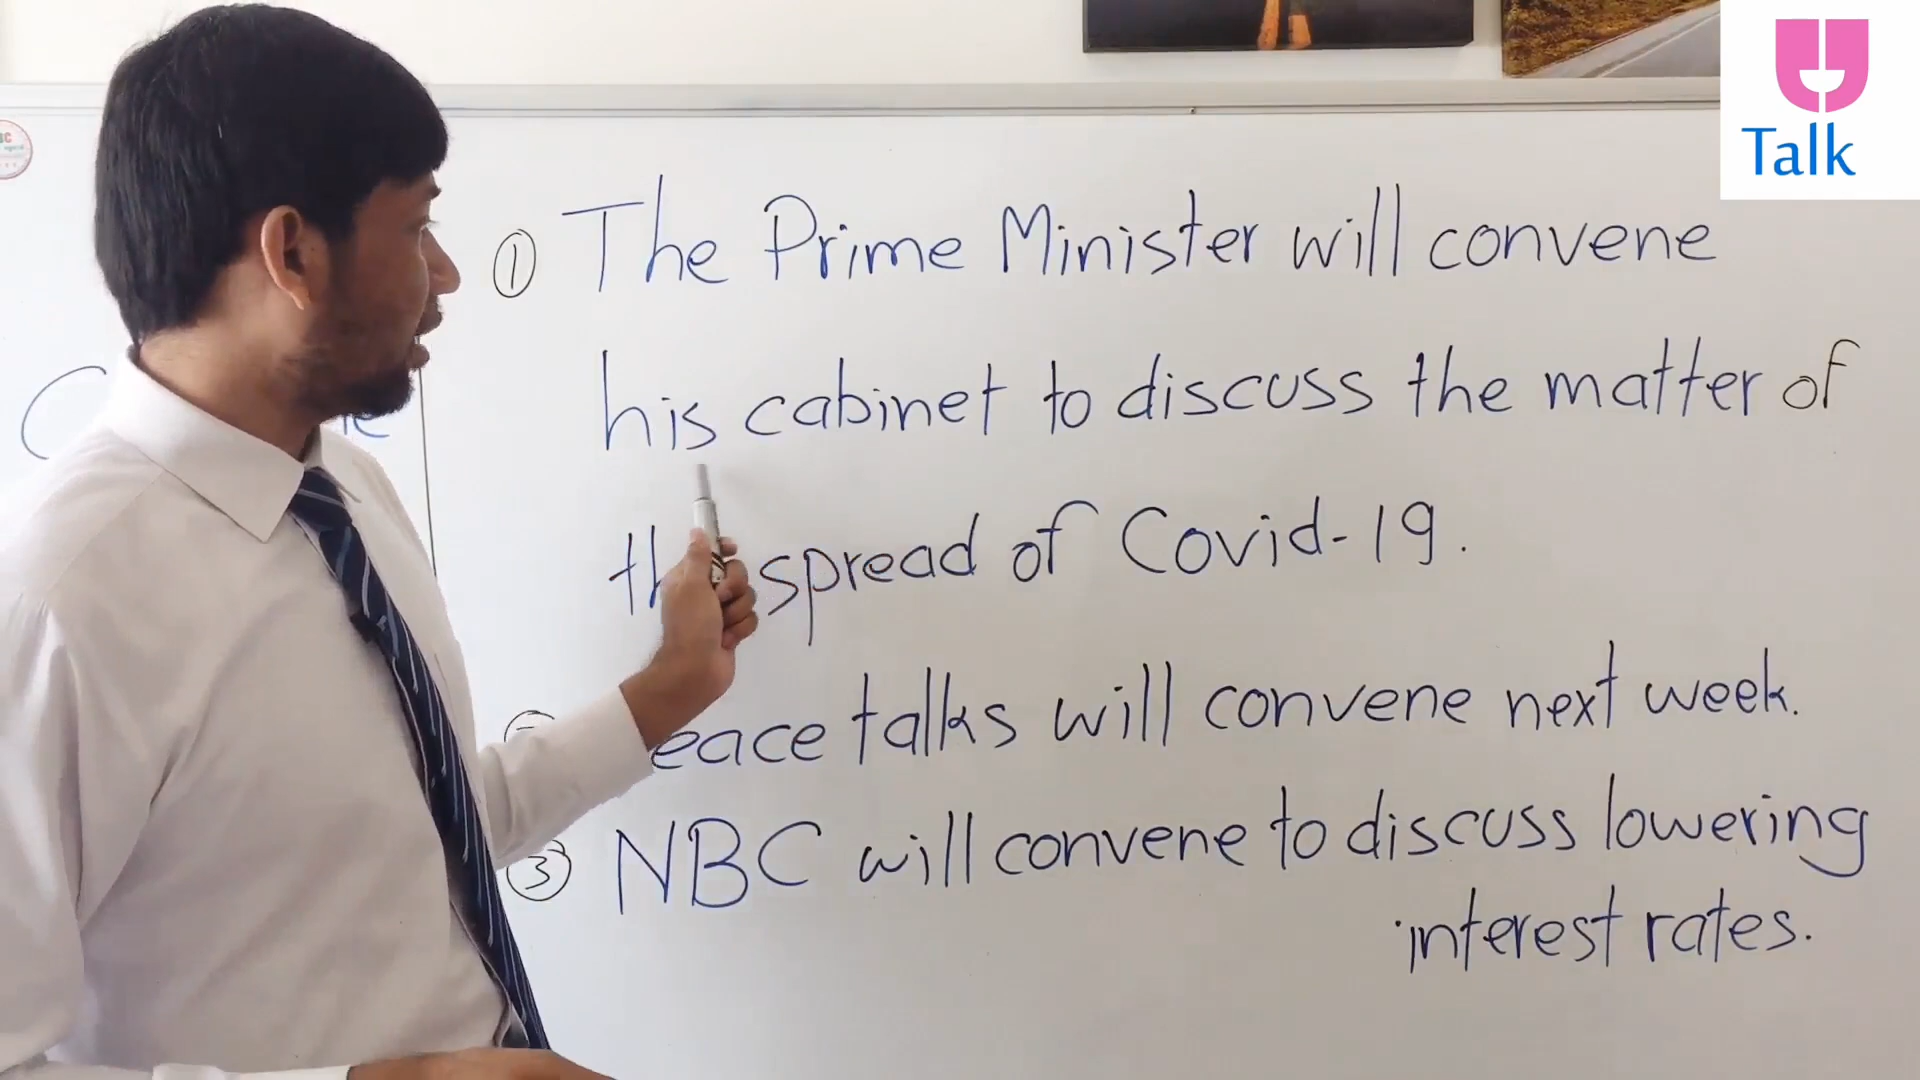 Talk
① The Prime Minister will convene
his cabinet to discuss the matter of
spread of Covid-19.
talks will convene next week.
③ NBC will convene to discuss lowering
interest rates.